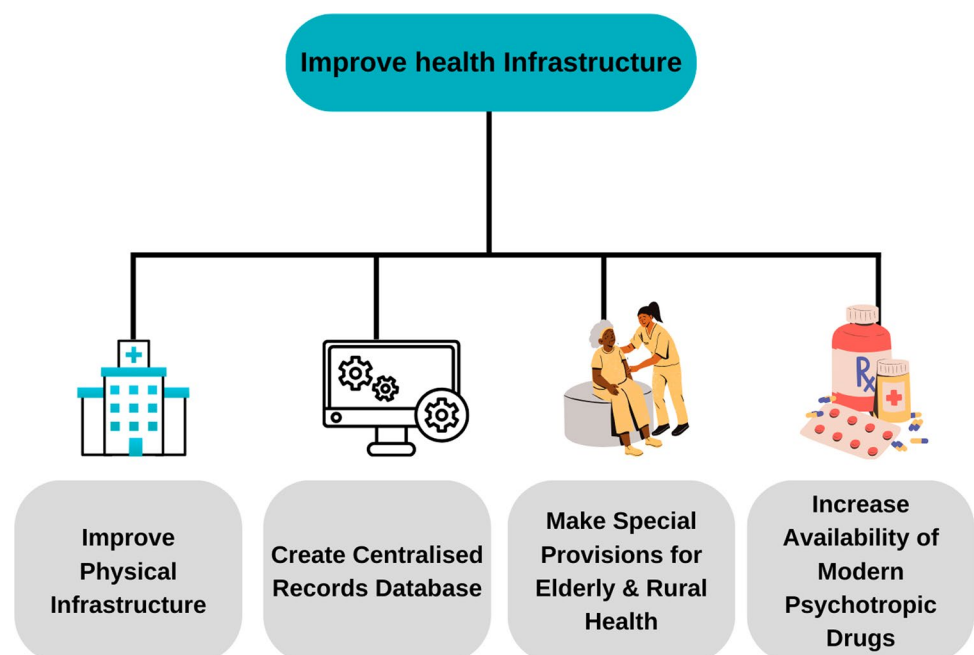 Improve health Infrastructure
Improve
Physical
Infrastructure
Create Centralised
Records Database
Make Special
Provisions for
Elderly & Rural
Health
Rx
Increase
Availability of
Modern
Psychotropic
Drugs